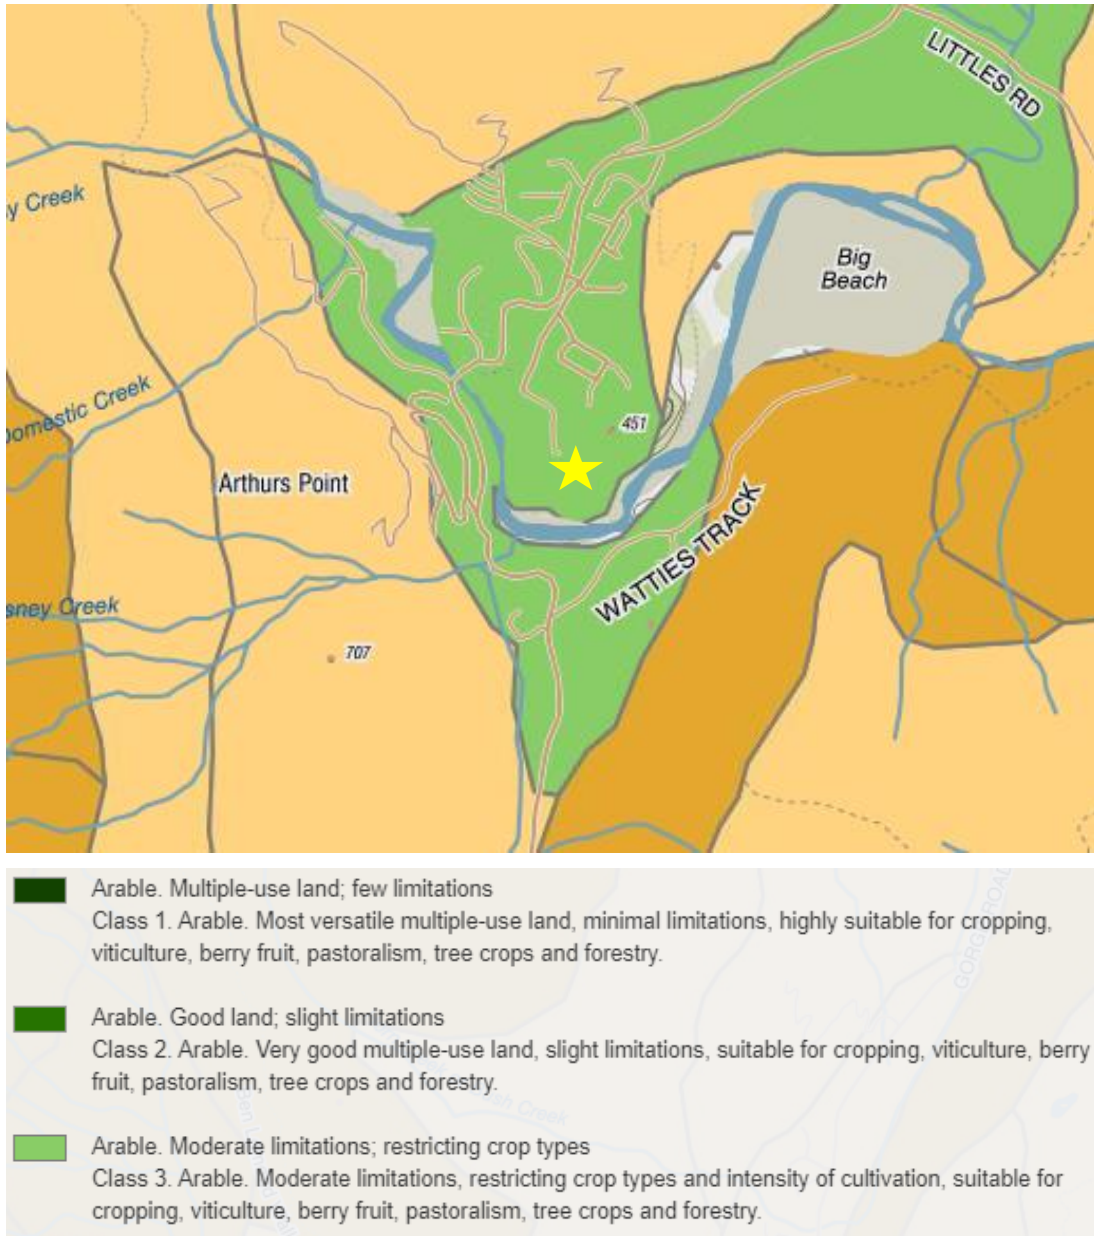 LITTLES RD
y Creek
Big
Beach
Domestic Creek
451
Arthurs Point
WATTIES TRACK
sney Creek
707
Arable. Multiple-use land; few limitations
Class 1. Arable. Most versatile multiple-use land, minimal limitations, highly suitable for cropping,
viticulture, berry fruit, pastoralism, tree crops and forestry.
GORGE ROAD
Arable. Good land; slight limitations
Class 2. Arable. Very good multiple-use land, slight limitations, suitable for cropping, viticulture, berry
fruit, pastoralism, tree crops and forestry.
Creek
Arable. Moderate limitations; restricting crop types
Class 3. Arable. Moderate limitations, restricting crop types and intensity of cultivation, suitable for
cropping, viticulture, berry fruit, pastoralism, tree crops and forestry.